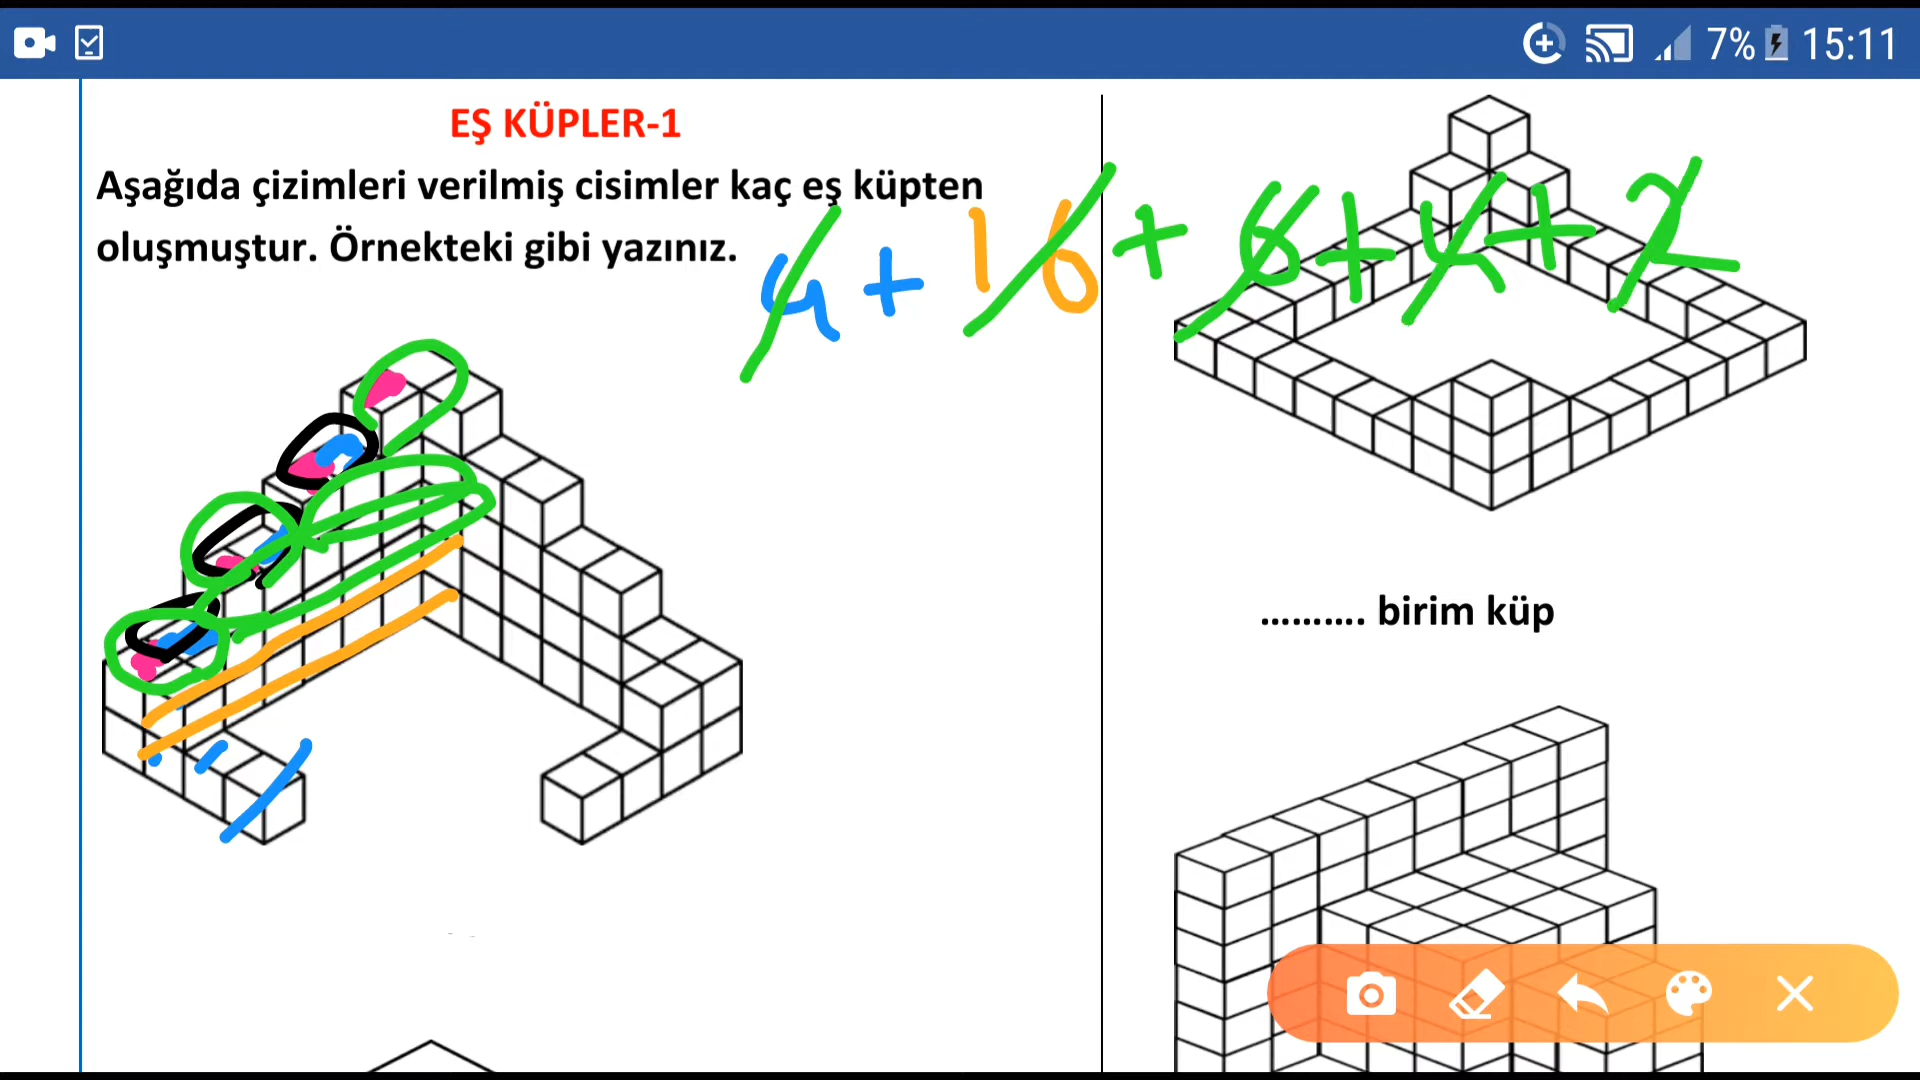 7% 15:11
EŞ KÜPLER-1
Aşağıda çizimleri verilmiş cisimler kaç eş küpten
oluşmuştur. Örnekteki gibi yazınız.
4 + 16 + 6 + 4 + 2
.......... birim küp